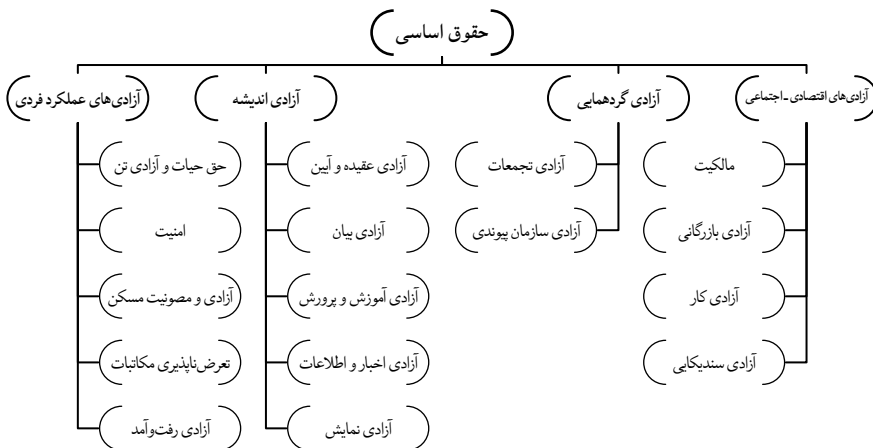 حقوق اساسی
آزادی‌های اقتصادی ـ اجتماعی
مالکیت
آزادی بازرگانی
آزادی کار
آزادی سندیکایی
آزادی گردهمایی
آزادی تجمعات
آزادی سازمان پیوندی
آزادی اندیشه
آزادی عقیده و آیین
آزادی بیان
آزادی آموزش و پرورش
آزادی اخبار و اطلاعات
آزادی نمایش
آزادی‌های عملکرد فردی
حق حیات و آزادی تن
امنیت
آزادی و مصونیت مسکن
تعرض‌ناپذیری مکاتبات
آزادی رفت‌وآمد